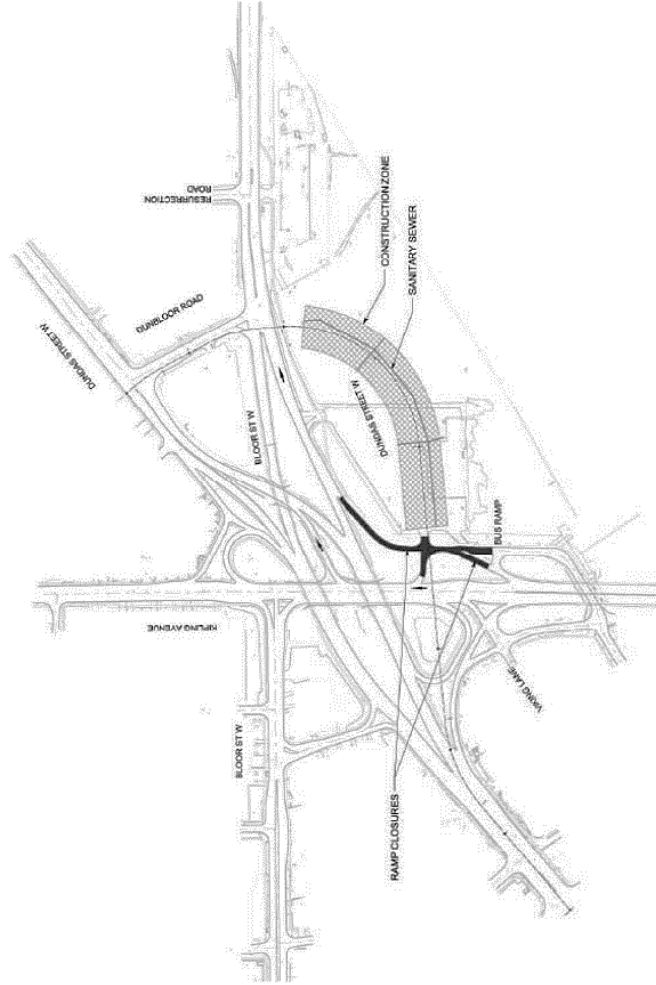 RESURRECTION
ROAD
CONSTRUCTION ZONE
SANITARY SEWER
DUNBLOOR ROAD
DUNDAS STREET W
DUNDAS STREET W
BLOOR ST W
BUS RAMP
KIPLING AVENUE
VIKING LANE
BLOOR ST W
RAMP CLOSURES